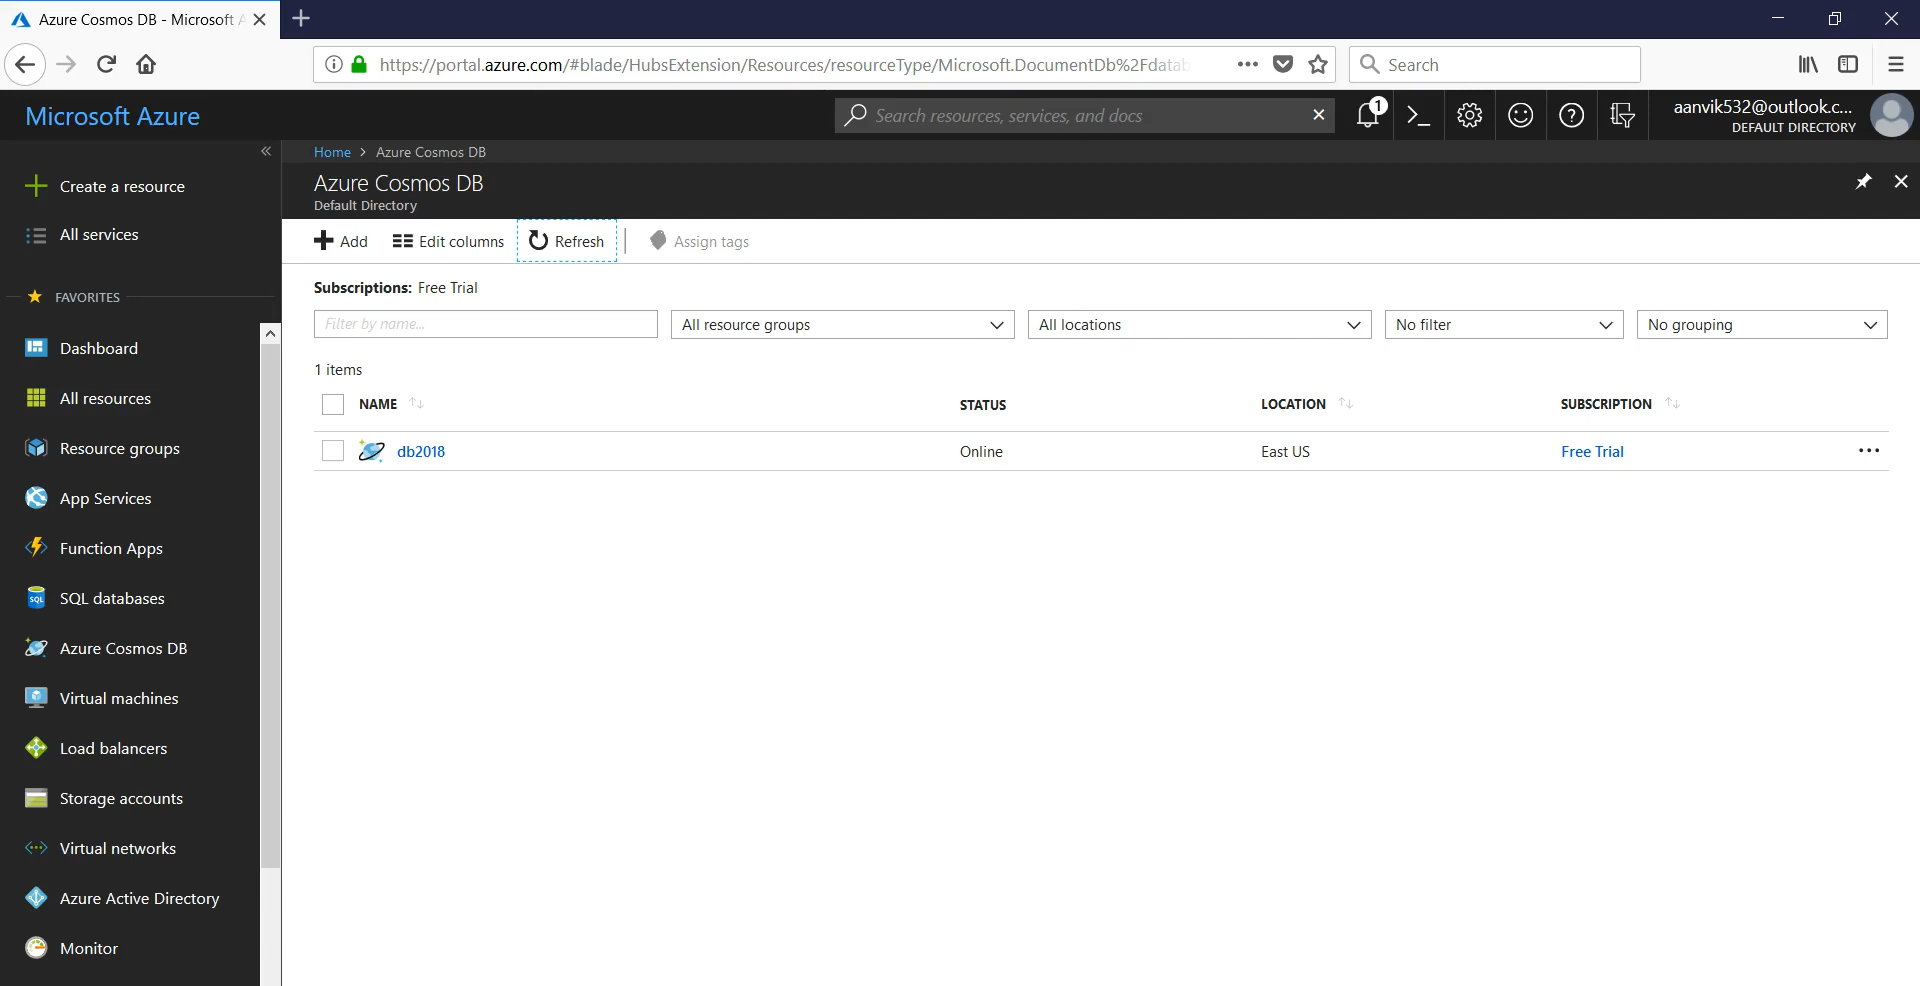 Azure Cosmos DB - Microsoft A
https://portal.azure.com/#blade/HubsExtension/Resources/resourceType/Microsoft.DocumentDb%2Fdatab
Search
Microsoft Azure
Search resources, services, and docs
1
aanvik532@outlook.c...
DEFAULT DIRECTORY
Home > Azure Cosmos DB
Azure Cosmos DB
Default Directory
Create a resource
All services
FAVORITES
Dashboard
All resources
Resource groups
App Services
Function Apps
SQL
SQL databases
Azure Cosmos DB
Virtual machines
Load balancers
Storage accounts
Virtual networks
Azure Active Directory
Monitor
Add Edit columns Refresh Assign tags
Subscriptions: Free Trial
Filter by name... All resource groups All locations No filter No grouping
1 items
NAME STATUS LOCATION SUBSCRIPTION
db2018 Online East US Free Trial